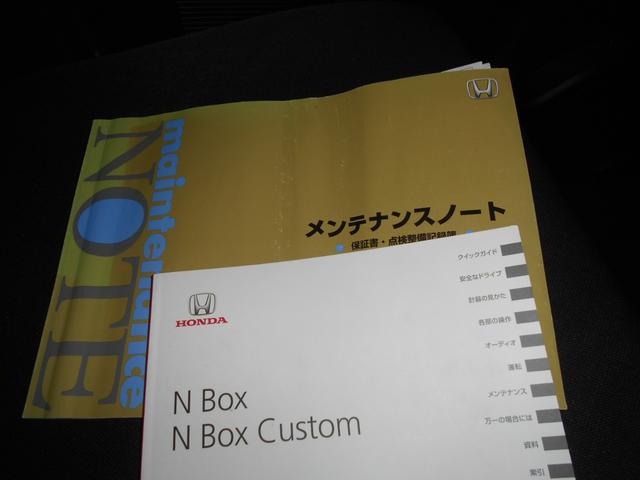 maintenance
NOTE
メンテナンスノート
保証書・点検整備記録簿
HONDA
N Box
N Box Custom
クイックガイド
安全なドライブ
計器の見かた
各部の操作
オーディオ
運転
メンテナンス
万一の場合には
資料
索引